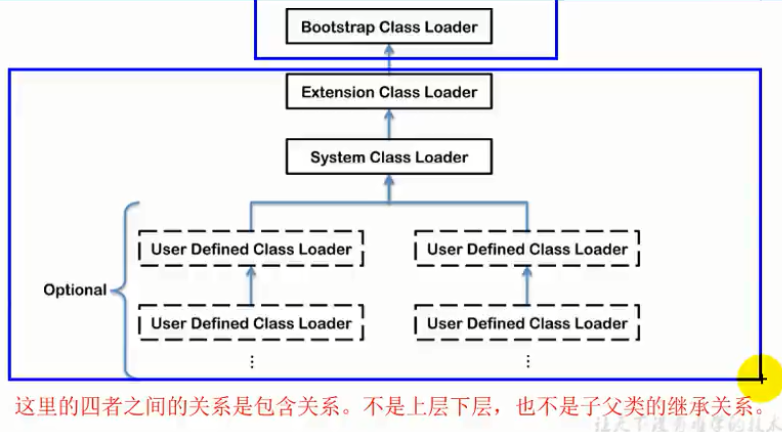 Bootstrap Class Loader
Extension Class Loader
System Class Loader
User Defined Class Loader
User Defined Class Loader
Optional
User Defined Class Loader
User Defined Class Loader
这里的四者之间的关系是包含关系。不是上层下层，也不是子父类的继承关系。